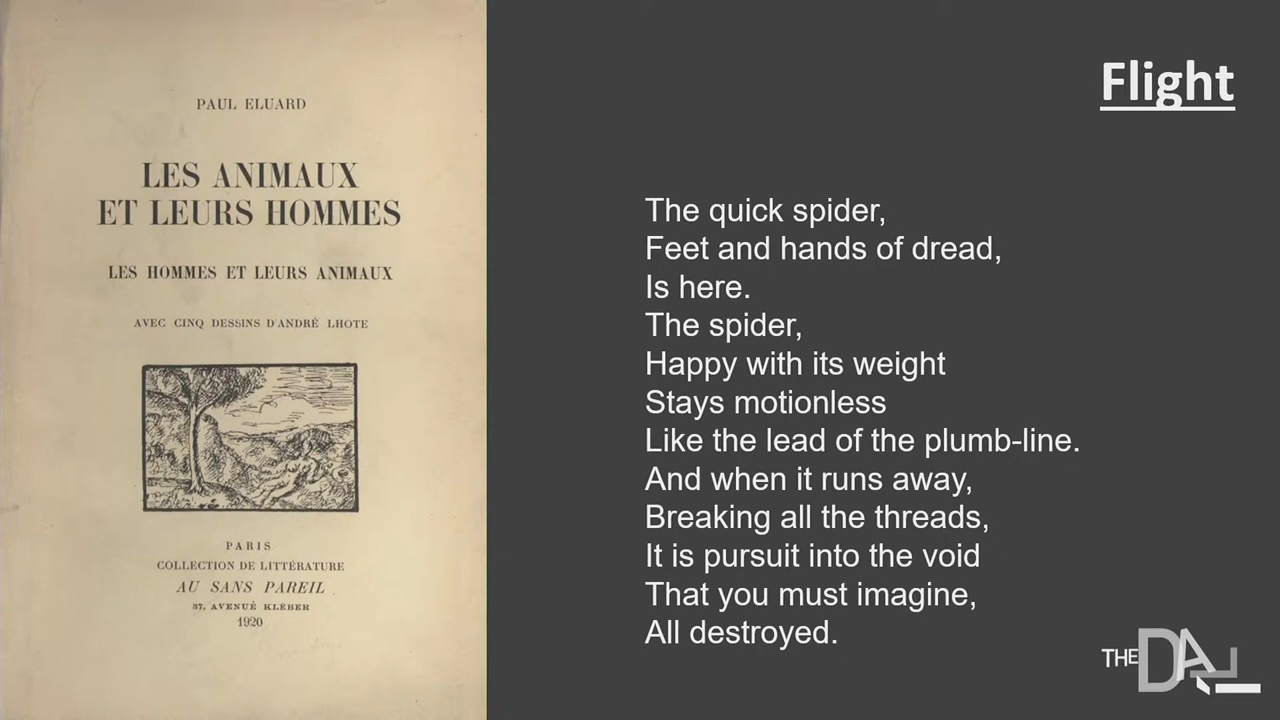 PAUL ELUARD
LES ANIMAUX
ET LEURS HOMMES
LES HOMMES ET LEURS ANIMAUX
AVEC CINQ DESSINS D'ANDRÉ LHOTE
PARIS
COLLECTION DE LITTÉRATURE
AU SANS PAREIL
37, AVENUE KLÉBER
1920
Flight
The quick spider,
Feet and hands of dread,
Is here.
The spider,
Happy with its weight
Stays motionless
Like the lead of the plumb-line.
And when it runs away,
Breaking all the threads,
It is pursuit into the void
That you must imagine,
All destroyed.
THE DALI